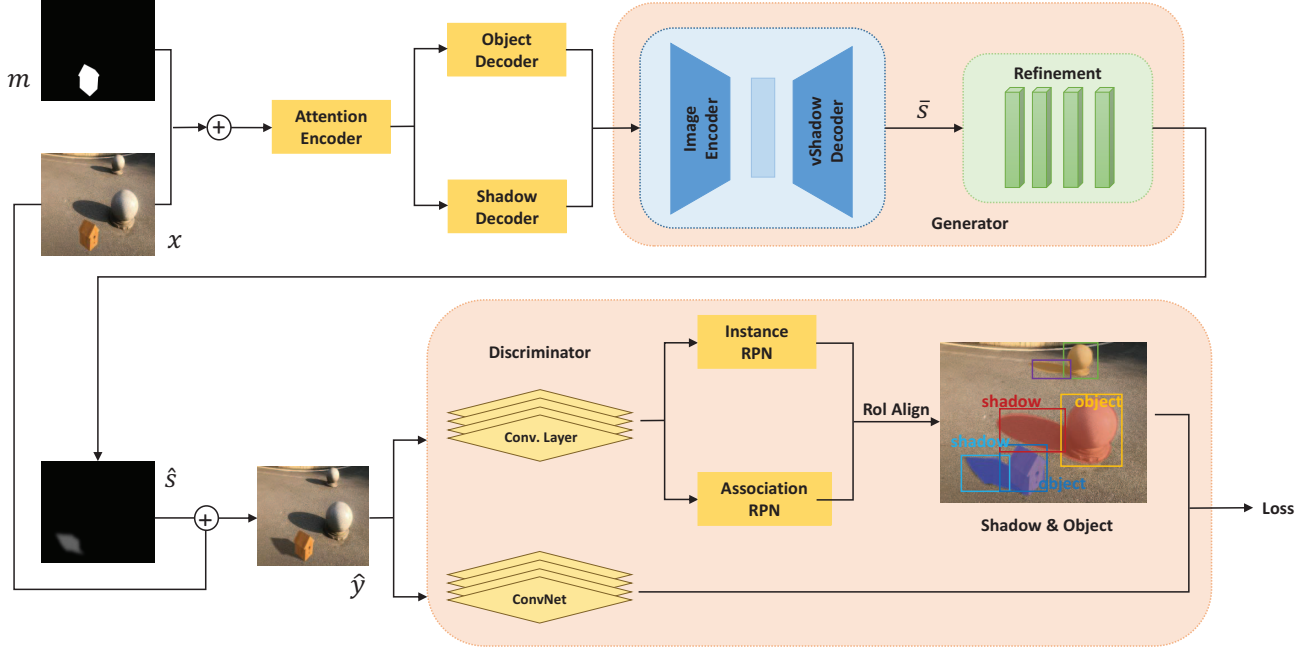 m
x
Attention
Encoder
Object
Decoder
Shadow
Decoder
Image
Encoder
vShadow
Decoder
s̄
Refinement
Generator
ŝ
ŷ
Discriminator
Conv. Layer
ConvNet
Instance
RPN
Association
RPN
RoI Align
shadow
object
shadow
object
Shadow & Object
Loss